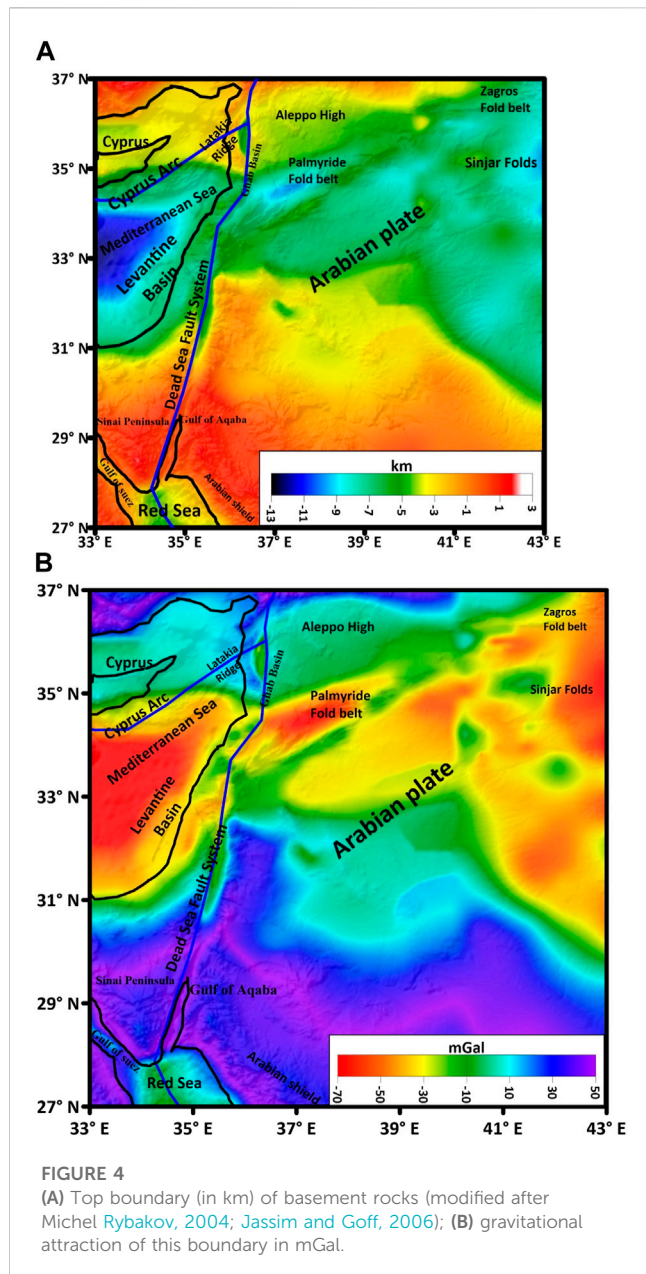 A
37° N
35° N
33° N
31° N
29° N
27° N
Zagros
Fold belt
Aleppo High
Cyprus
Latakia
Ridge
Ghab Basin
Palmyride
Fold belt
Sinjar Folds
Cyprus Arc
Mediterranean Sea
Levantine
Basin
Arabian plate
Dead Sea Fault System
Sinai Peninsula
Gulf of Aqaba
Gulf of suez
Arabian shield
Red Sea
km
-13 -11 -9 -7 -5 -3 -1 1 3
33° E 35° E 37° E 39° E 41° E 43° E
B
37° N
35° N
33° N
31° N
29° N
27° N
Zagros
Fold belt
Aleppo High
Cyprus
Latakia
Ridge
Ghab Basin
Palmyride
Fold belt
Sinjar Folds
Cyprus Arc
Mediterranean Sea
Levantine
Basin
Arabian plate
Dead Sea Fault System
Sinai Peninsula
Gulf of Aqaba
Gulf of suez
Arabian shield
Red Sea
mGal
-70 -50 -30 -10 10 30 50
33° E 35° E 37° E 39° E 41° E 43° E
FIGURE 4
(A) Top boundary (in km) of basement rocks (modified after
Michel Rybakov, 2004; Jassim and Goff, 2006); (B) gravitational
attraction of this boundary in mGal.